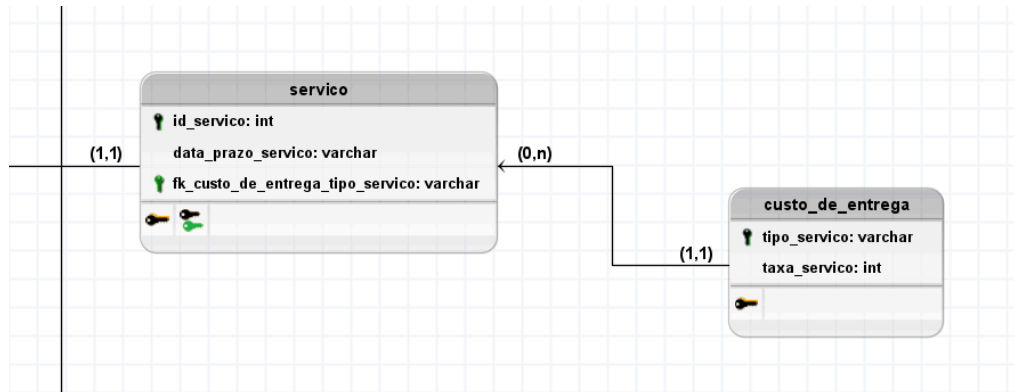 servico
id_servico: int
(1,1)
data_prazo_servico: varchar
(0,n)
fk_custo_de_entrega_tipo_servico: varchar
custo_de_entrega
tipo_servico: varchar
(1,1)
taxa_servico: int